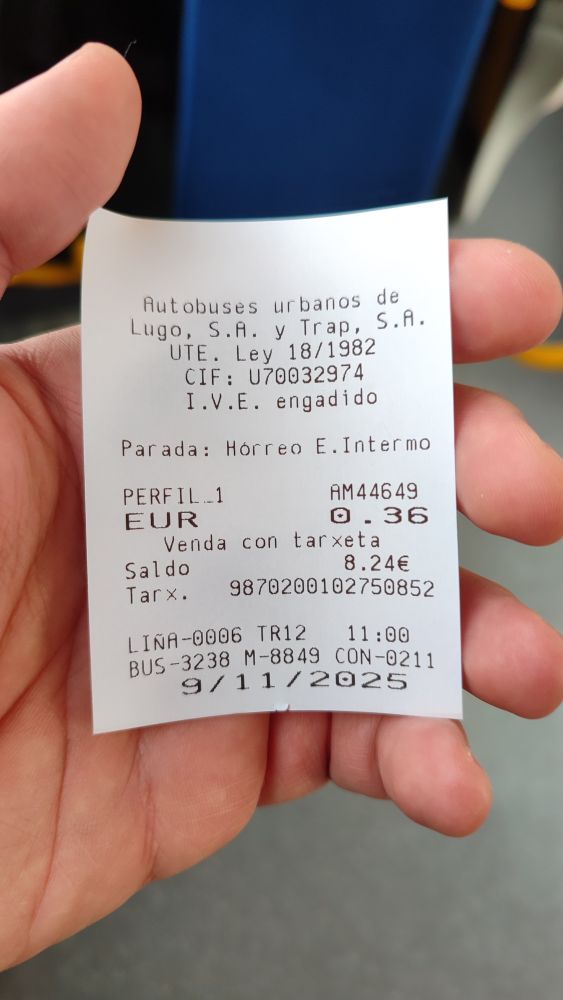 Autobuses urbanos de
Lugo, S.A. y Trap, S.A.
UTE. Ley 18/1982
CIF: U70032974
I.V.E. engadido
Parada: Hórreo E.Intermo
PERFIL_1 AM44649
EUR 0.36
Venda con tarxeta
Saldo 8.24€
Tarx. 9870200102750852
LIÑA-0006 TR12 11:00
BUS-3238 M-8849 CON-0211
9/11/2025